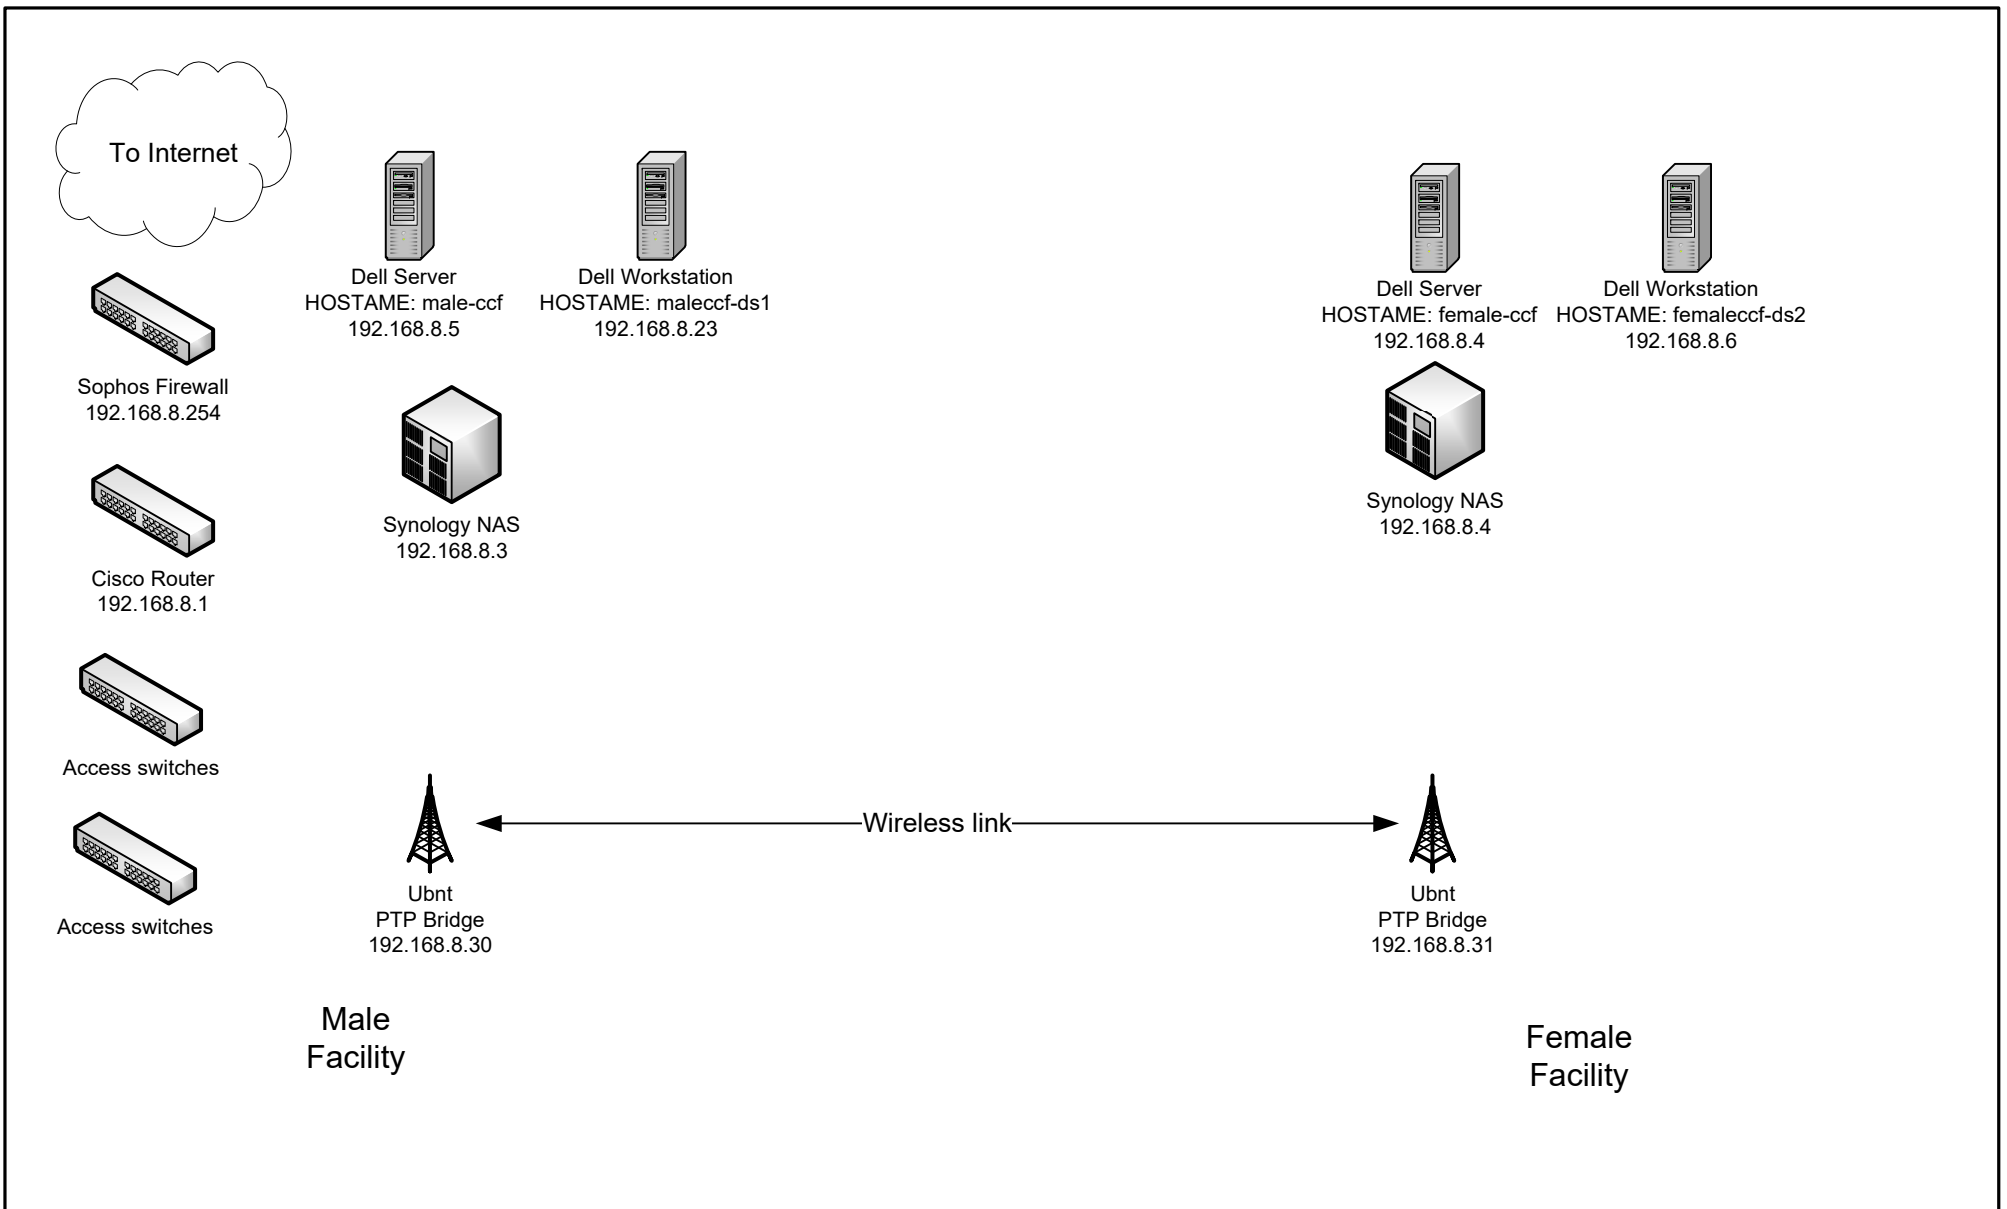 To Internet
Dell Server
HOSTAME: male-ccf
192.168.8.5
Dell Workstation
HOSTAME: maleccf-ds1
192.168.8.23
Dell Server
HOSTAME: female-ccf
192.168.8.4
Dell Workstation
HOSTAME: femaleccf-ds2
192.168.8.6
Sophos Firewall
192.168.8.254
Synology NAS
192.168.8.3
Synology NAS
192.168.8.4
Cisco Router
192.168.8.1
Access switches
Wireless link
Access switches
Ubnt
PTP Bridge
192.168.8.30
Ubnt
PTP Bridge
192.168.8.31
Male
Facility
Female
Facility